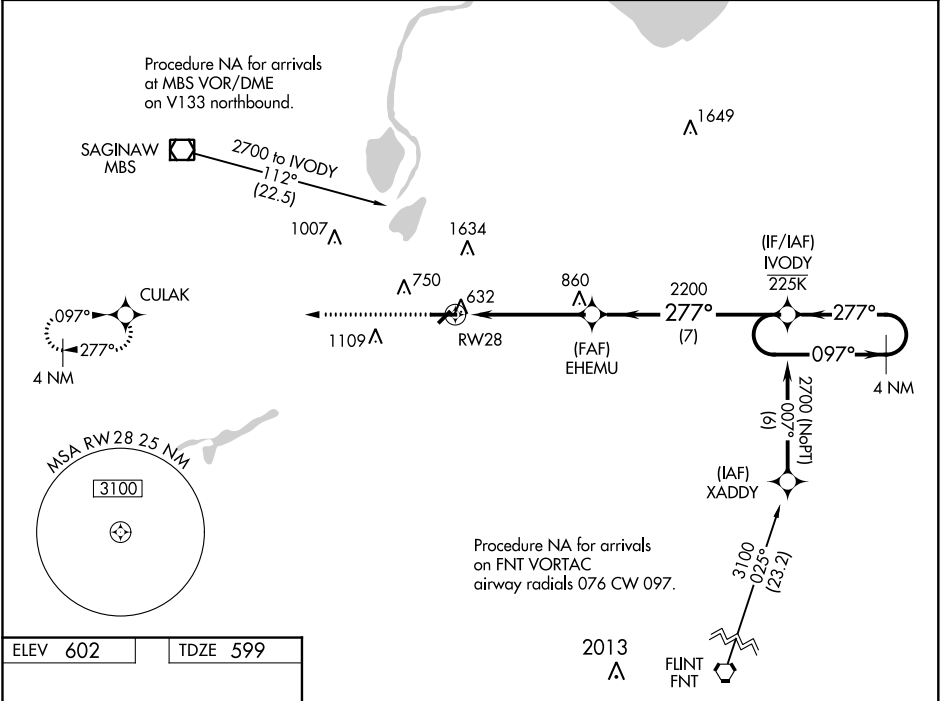 Procedure NA for arrivals
at MBS VOR/DME
on V133 northbound.
1649
SAGINAW
MBS
2700 to IVODY
112°
(22.5)
1007
1634
(IF/IAF)
IVODY
225K
CULAK
097°
277°
4 NM
750
632
860
2200
277°
(7)
277°
097°
4 NM
1109
RW28
(FAF)
EHEMU
2700 (NoPT)
007°
(6)
MSA RW 28 25 NM
3100
(IAF)
XADDY
Procedure NA for arrivals
on FNT VORTAC
airway radials 076 CW 097.
3100
025°
(23.2)
2013
FLINT
FNT
ELEV 602
TDZE 599